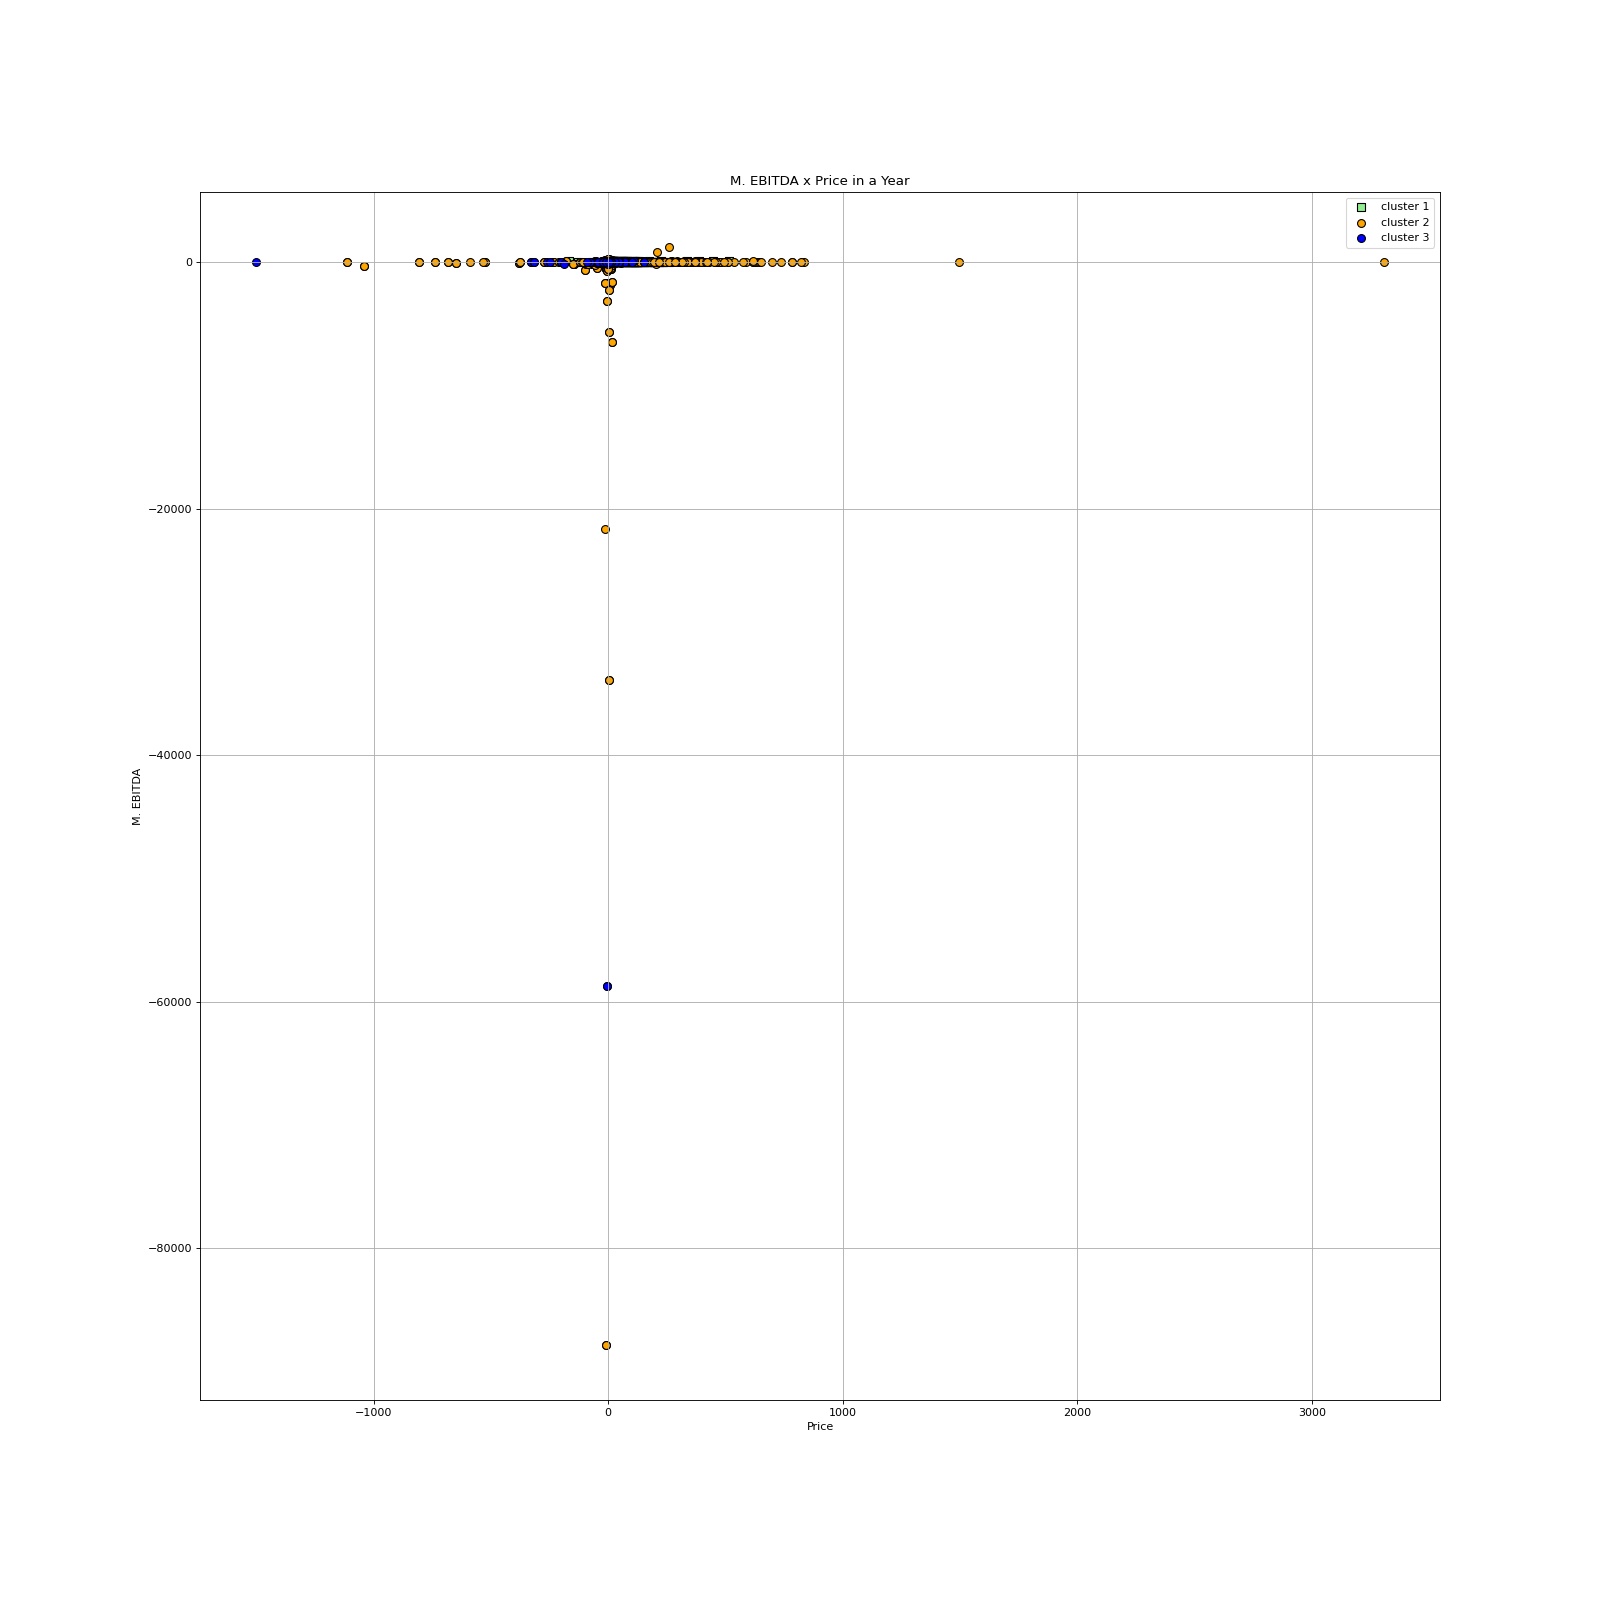 M. EBITDA x Price in a Year
cluster 1
cluster 2
cluster 3
0
−20000
−40000
−60000
−80000
M. EBITDA
−1000
0
1000
2000
3000
Price